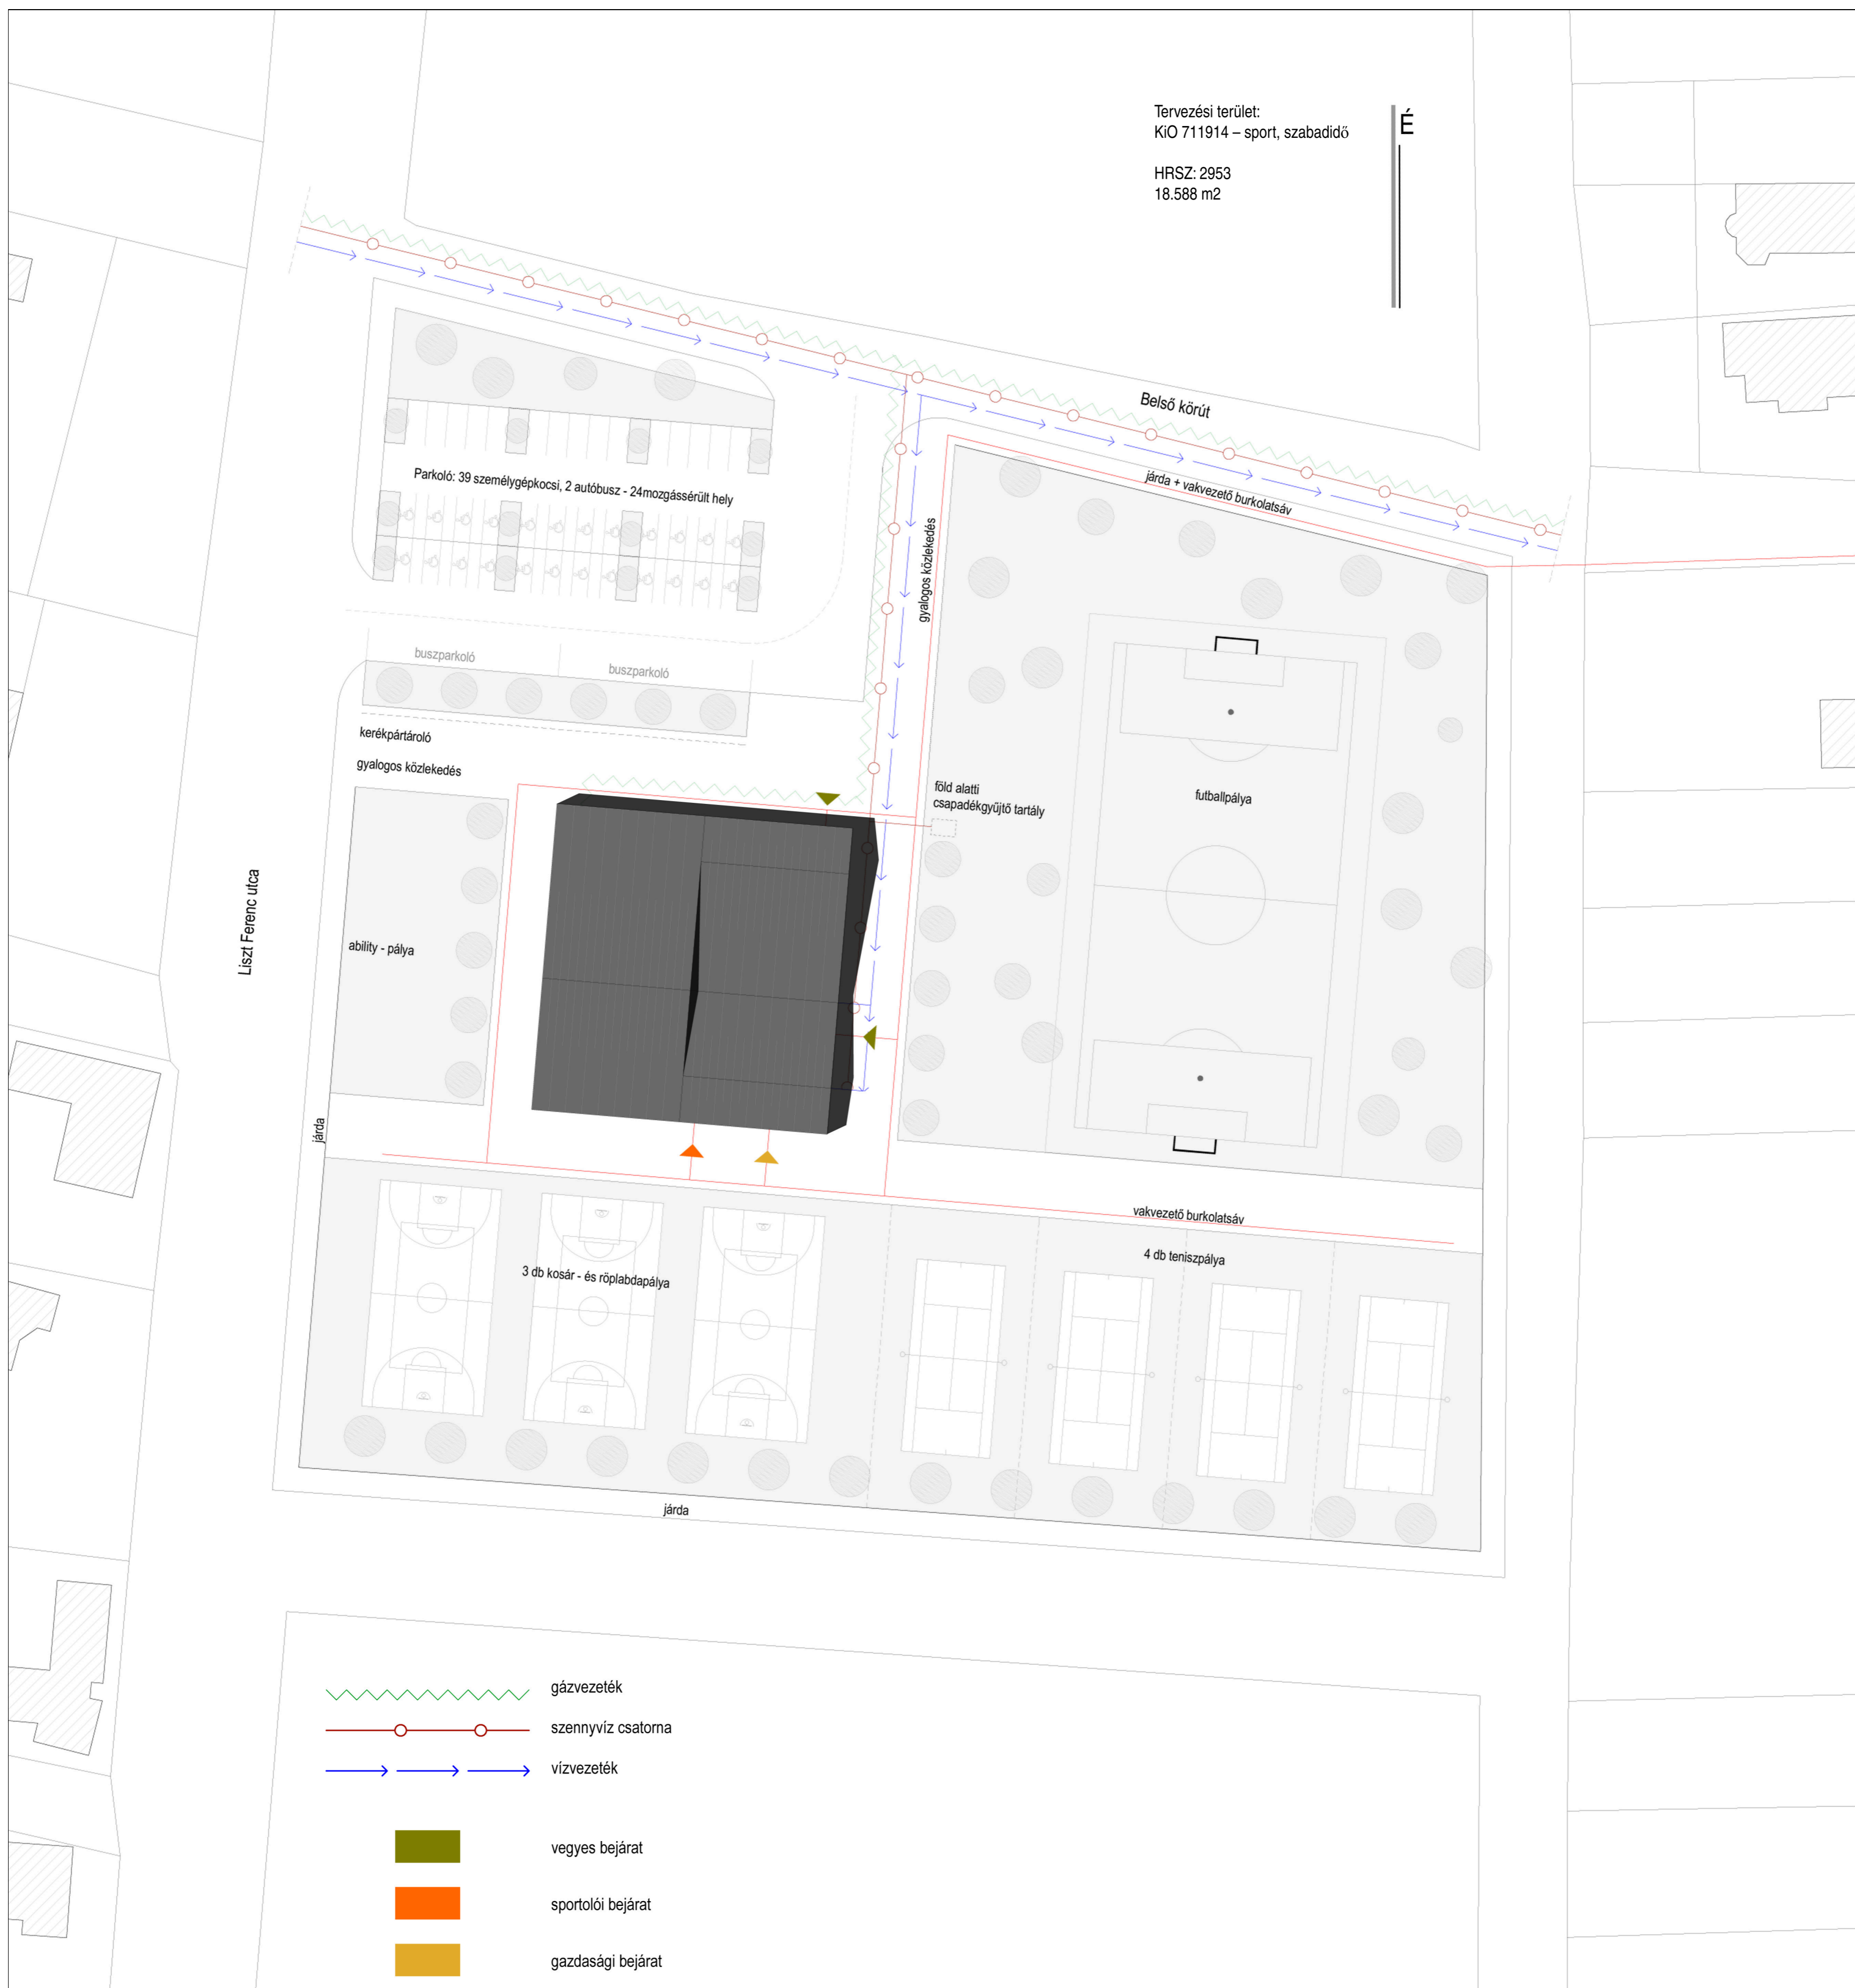 Tervezési terület:
KiO 711914 – sport, szabadidő
HRSZ: 2953
18.588 m2
É
Belső körút
járda + vakvezető burkolatsáv
Parkoló: 39 személygépkocsi, 2 autóbusz - 24mozgássérült hely
gyalogos közlekedés
buszparkoló
buszparkoló
kerékpártároló
gyalogos közlekedés
föld alatti
csapadékgyűjtő tartály
futballpálya
Liszt Ferenc utca
ability - pálya
járda
vakvezető burkolatsáv
4 db teniszpálya
3 db kosár - és röplabdapálya
járda
gázvezeték
szennyvíz csatorna
vízvezeték
vegyes bejárat
sportolói bejárat
gazdasági bejárat